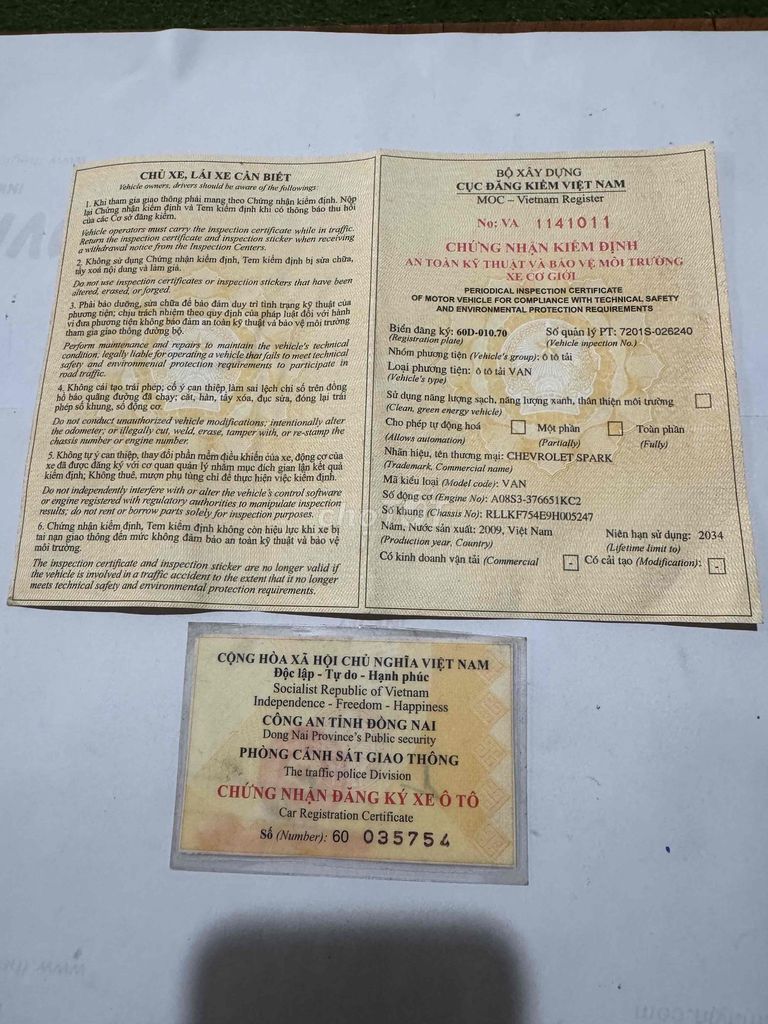 CHỦ XE, LÁI XE CẦN BIẾT
Vehicle owners, drivers should be aware of the followings
1. Khi tham gia giao thông phải mang theo Chứng nhận kiểm định. Nộp
lại Chứng nhận kiểm định và Tem kiểm định khi có thông báo thu hồi
của các Cơ sở đăng kiểm.
Vehicle operators must carry the inspection certificate while in traffic.
Return the inspection certificate and inspection sticker when receiving
a withdrawal notice from the Inspection Centers.
2. Không sử dụng Chứng nhận kiểm định, Tem kiểm định bị sửa chữa,
tẩy xoá nội dung và làm giả.
Do not use inspection certificates or inspection stickers that have been
altered, erased, or forged.
3. Phải bảo dưỡng, sửa chữa để bảo đảm duy trì tình trạng kỹ thuật của
phương tiện; chịu trách nhiệm theo quy định của pháp luật đối với hành
vi đưa phương tiện không bảo đảm an toàn kỹ thuật và bảo vệ môi trường
tham gia giao thông đường bộ.
Perform maintenance and repairs to maintain the vehicle's technical
condition, legally liable for operating a vehicle that fails to meet technical
safety and environmental protection requirements to participate in
road traffic.
4. Không cải tạo trái phép; cố ý can thiệp làm sai lệch chỉ số trên đồng
hồ báo quãng đường đã chạy; cắt, hàn, tẩy xóa, đục sửa, đóng lại trái
phép số khung, số động cơ.
Do not conduct unauthorized vehicle modifications; intentionally alter
the odometer; or illegally cut, weld, erase, tamper with, or re-stamp the
chassis number or engine number.
5. Không tự ý can thiệp, thay đổi phần mềm điều khiển của xe, động cơ của
xe đã được đăng ký với cơ quan quản lý nhằm mục đích gian lận kết quả
kiểm định; Không thuê, mượn phụ tùng chỉ để thực hiện việc kiểm định.
Do not independently interfere with or alter the vehicle's control software
or engine registered with regulatory authorities to manipulate inspection
results; do not rent or borrow parts solely for inspection purposes.
6. Chứng nhận kiểm định, Tem kiểm định không còn hiệu lực khi xe bị
tai nạn giao thông đến mức không đảm bảo an toàn kỹ thuật và bảo vệ
môi trường.
The inspection certificate and inspection sticker are no longer valid if
the vehicle is involved in a traffic accident to the extent that it no longer
meets technical safety and environmental protection requirements.
BỘ XÂY DỰNG
CỤC ĐĂNG KIỂM VIỆT NAM
MOC – Vietnam Register
No: VA 1141011
CHỨNG NHẬN KIỂM ĐỊNH
AN TOÀN KỸ THUẬT VÀ BẢO VỆ MÔI TRƯỜNG
XE CƠ GIỚI
PERIODICAL INSPECTION CERTIFICATE
OF MOTOR VEHICLE FOR COMPLIANCE WITH TECHNICAL SAFETY
AND ENVIRONMENTAL PROTECTION REQUIREMENTS
Biển đăng ký: 60D-010.70 Số quản lý PT: 7201S-026240
(Registration plate) (Vehicle inpection No.)
Nhóm phương tiện (Vehicle's group): ô tô tải
Loại phương tiện: ô tô tải VAN
(Vehicle's type)
Sử dụng năng lượng sạch, năng lượng xanh, thân thiện môi trường
(Clean, green energy vehicle)
Cho phép tự động hoá Một phần Toàn phần
(Allows automation) (Partially) (Fully)
Nhãn hiệu, tên thương mại: CHEVROLET SPARK
(Trademark, Commercial name)
Mã kiểu loại (Model code): VAN
Số động cơ (Engine No): A08S3-376651KC2
Số khung (Chassis No): RLLKF754E9H005247
Năm, Nước sản xuất: 2009, Việt Nam Niên hạn sử dụng: 2034
(Production year, Country) (Lifetime limit to)
Có kinh doanh vận tải (Commercial - Có cải tạo (Modification): -
CỘNG HÒA XÃ HỘI CHỦ NGHĨA VIỆT NAM
Độc lập - Tự do - Hạnh phúc
Socialist Republic of Vietnam
Independence - Freedom - Happiness
CÔNG AN TỈNH ĐỒNG NAI
Dong Nai Province's Public security
PHÒNG CẢNH SÁT GIAO THÔNG
The traffic police Division
CHỨNG NHẬN ĐĂNG KÝ XE Ô TÔ
Car Registration Certificate
Số (Number): 60 035754